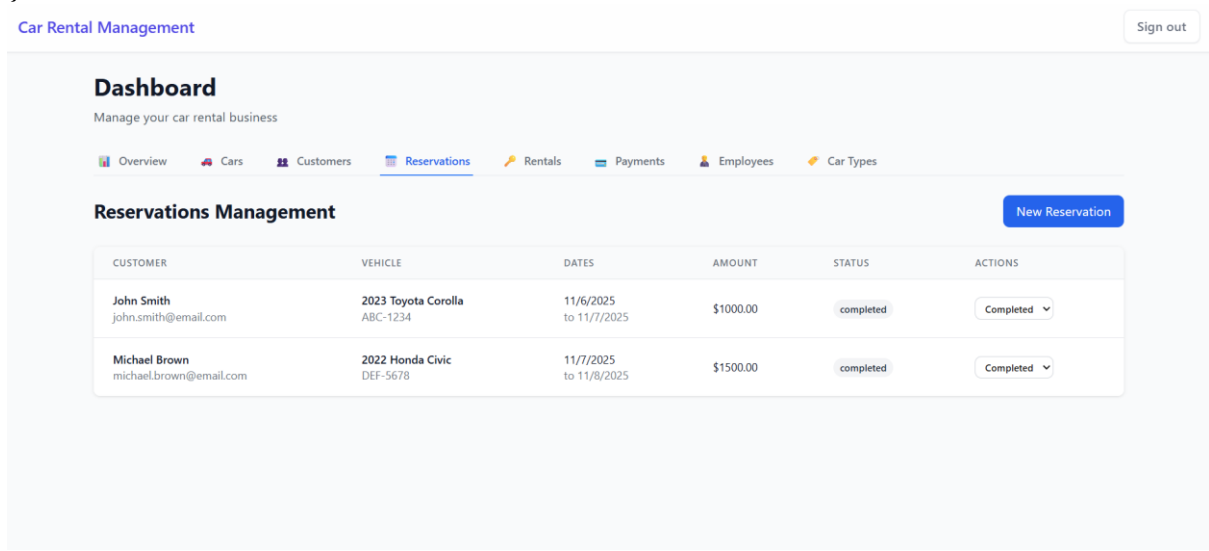 Car Rental Management
Sign out
Dashboard
Manage your car rental business
Overview Cars Customers Reservations Rentals Payments Employees Car Types
Reservations Management
New Reservation
CUSTOMER VEHICLE DATES AMOUNT STATUS ACTIONS
John Smith 2023 Toyota Corolla 11/6/2025 $1000.00 completed Completed
john.smith@email.com ABC-1234 to 11/7/2025
Michael Brown 2022 Honda Civic 11/7/2025 $1500.00 completed Completed
michael.brown@email.com DEF-5678 to 11/8/2025